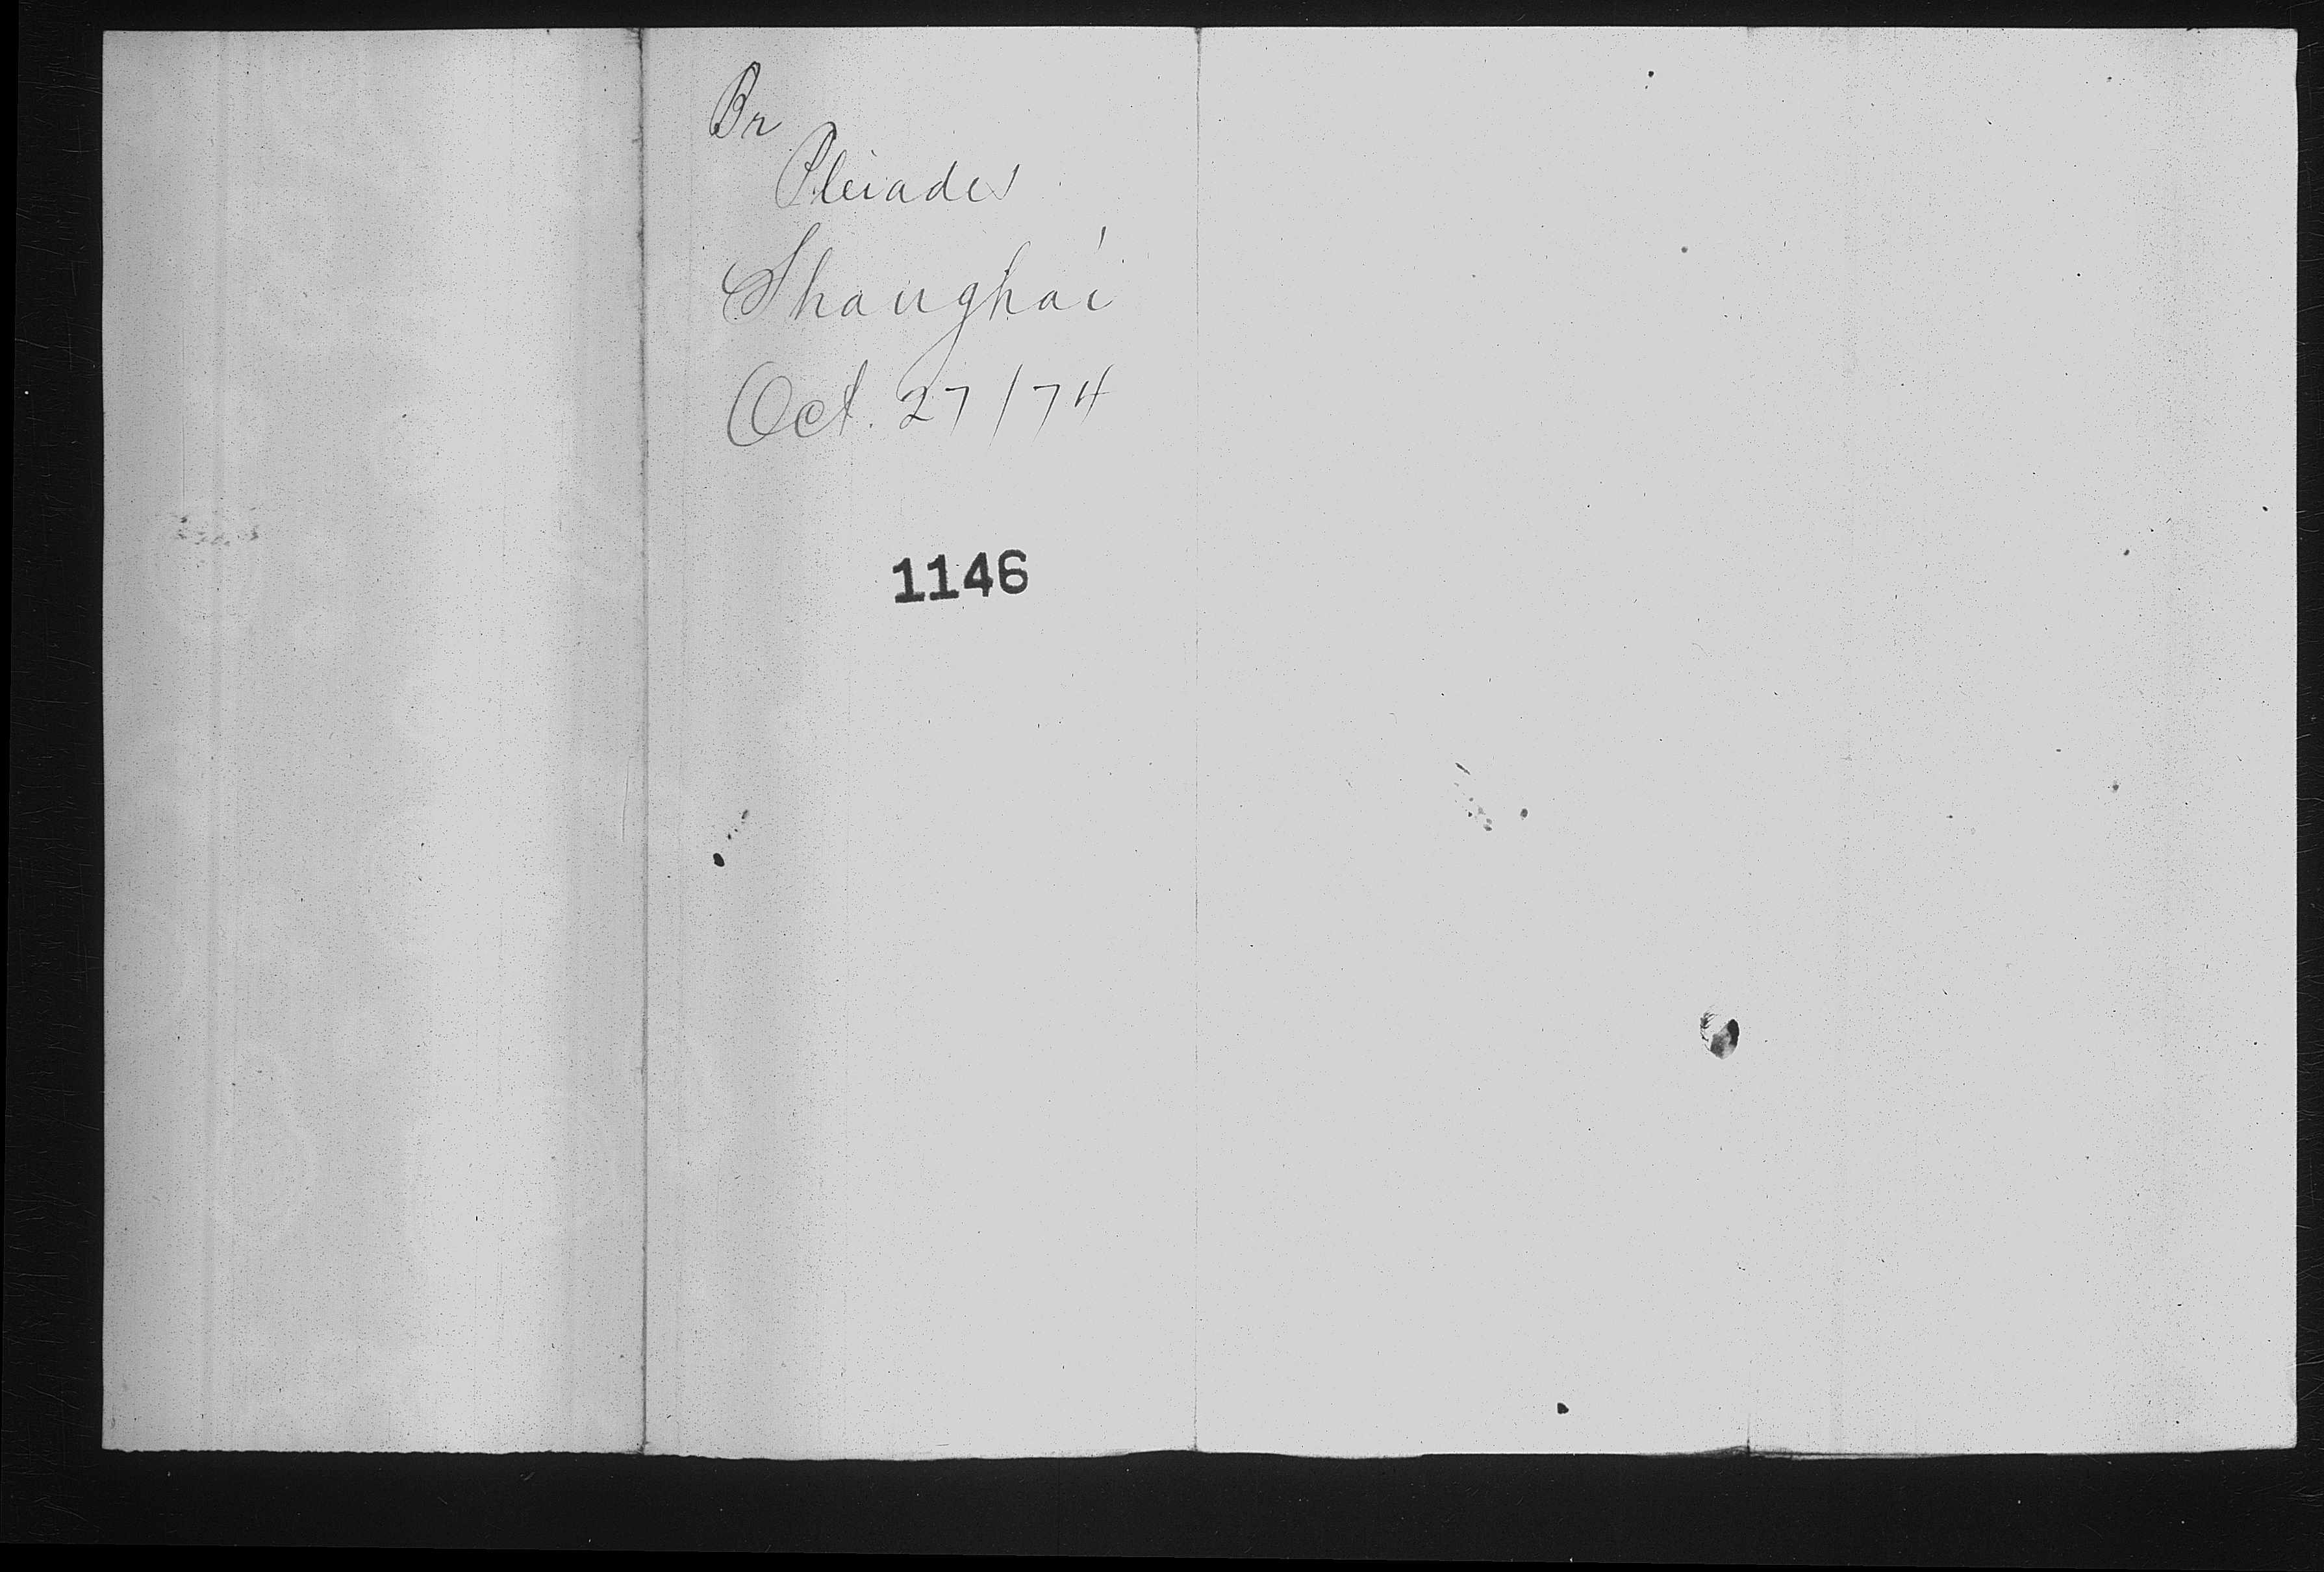 Br
Pleiades
Shanghai
Oct. 27/74
1146